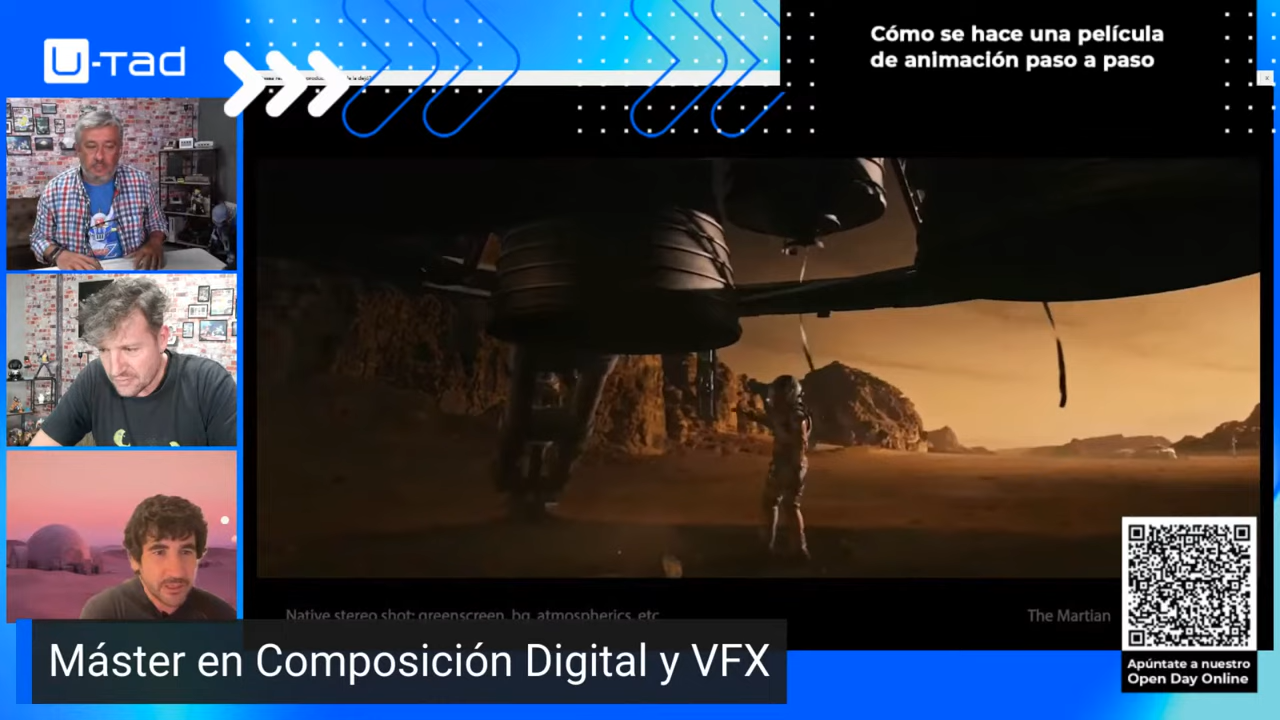 U-TAD
Cómo se hace una película
de animación paso a paso
Native stereo shot: greenscreen, bg, atmospherics, etc
The Martian
Máster en Composición Digital y VFX
Apúntate a nuestro
Open Day Online